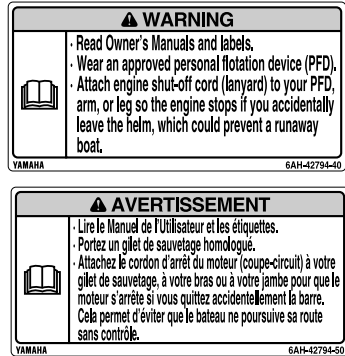 WARNING
· Read Owner's Manuals and labels.
· Wear an approved personal flotation device (PFD).
· Attach engine shut-off cord (lanyard) to your PFD,
arm, or leg so the engine stops if you accidentally
leave the helm, which could prevent a runaway
boat.
YAMAHA 6AH-42794-40
AVERTISSEMENT
· Lire le Manuel de l'Utilisateur et les étiquettes.
· Portez un gilet de sauvetage homologué.
· Attachez le cordon d'arrêt du moteur (coupe-circuit) à votre
gilet de sauvetage, à votre bras ou à votre jambe pour que le
moteur s'arrête si vous quittez accidentellement la barre.
Cela permet d'éviter que le bateau ne poursuive sa route
sans contrôle.
YAMAHA 6AH-42794-50